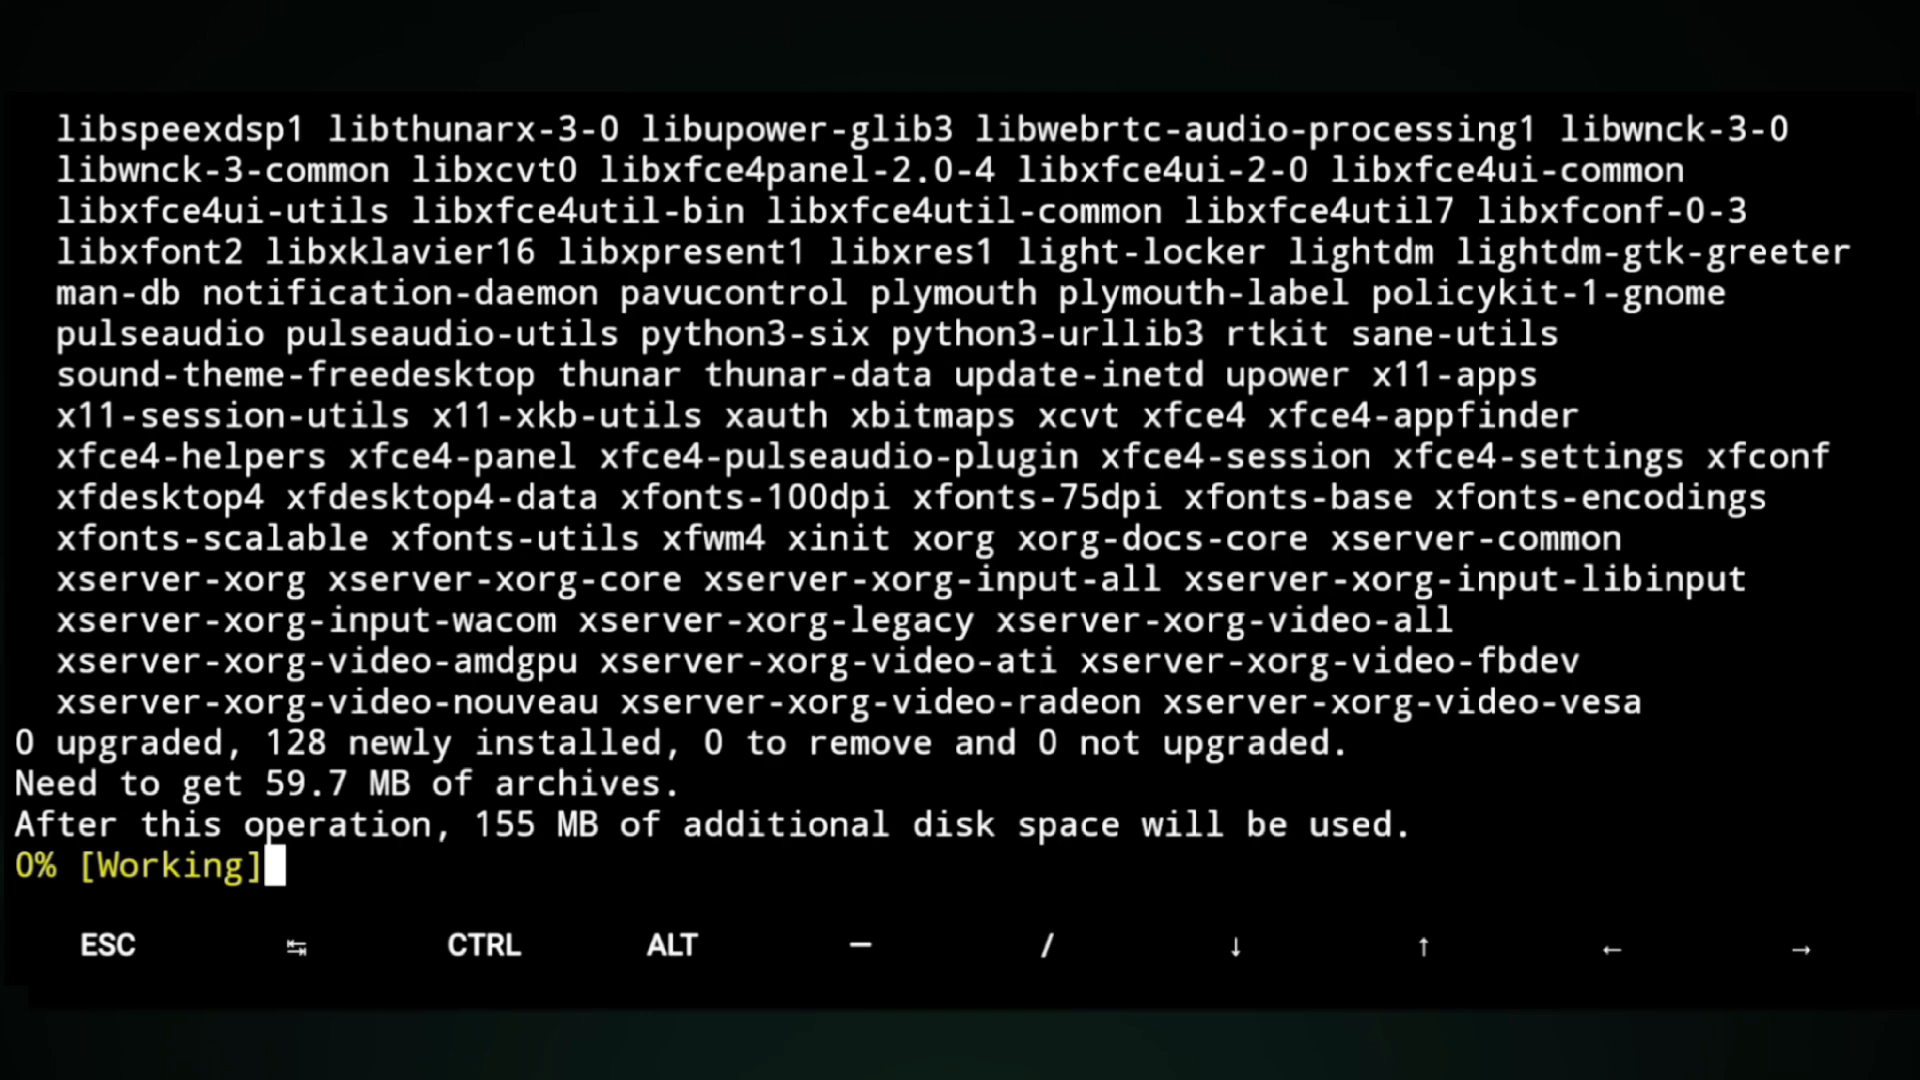 libspeexdsp1 libthunarx-3-0 libupower-glib3 libwebrtc-audio-processing1 libwnck-3-0
libwnck-3-common libxcvt0 libxfce4panel-2.0-4 libxfce4ui-2-0 libxfce4ui-common
libxfce4ui-utils libxfce4util-bin libxfce4util-common libxfce4util7 libxfconf-0-3
libxfont2 libxklavier16 libxpresent1 libxres1 light-locker lightdm lightdm-gtk-greeter
man-db notification-daemon pavucontrol plymouth plymouth-label policykit-1-gnome
pulseaudio pulseaudio-utils python3-six python3-urllib3 rtkit sane-utils
sound-theme-freedesktop thunar thunar-data update-inetd upower x11-apps
x11-session-utils x11-xkb-utils xauth xbitmaps xcvt xfce4 xfce4-appfinder
xfce4-helpers xfce4-panel xfce4-pulseaudio-plugin xfce4-session xfce4-settings xfconf
xfdesktop4 xfdesktop4-data xfonts-100dpi xfonts-75dpi xfonts-base xfonts-encodings
xfonts-scalable xfonts-utils xfwm4 xinit xorg xorg-docs-core xserver-common
xserver-xorg xserver-xorg-core xserver-xorg-input-all xserver-xorg-input-libinput
xserver-xorg-input-wacom xserver-xorg-legacy xserver-xorg-video-all
xserver-xorg-video-amdgpu xserver-xorg-video-ati xserver-xorg-video-fbdev
xserver-xorg-video-nouveau xserver-xorg-video-radeon xserver-xorg-video-vesa
0 upgraded, 128 newly installed, 0 to remove and 0 not upgraded.
Need to get 59.7 MB of archives.
After this operation, 155 MB of additional disk space will be used.
0% [Working]
ESC ↹ CTRL ALT — / ↓ ↑ ← →